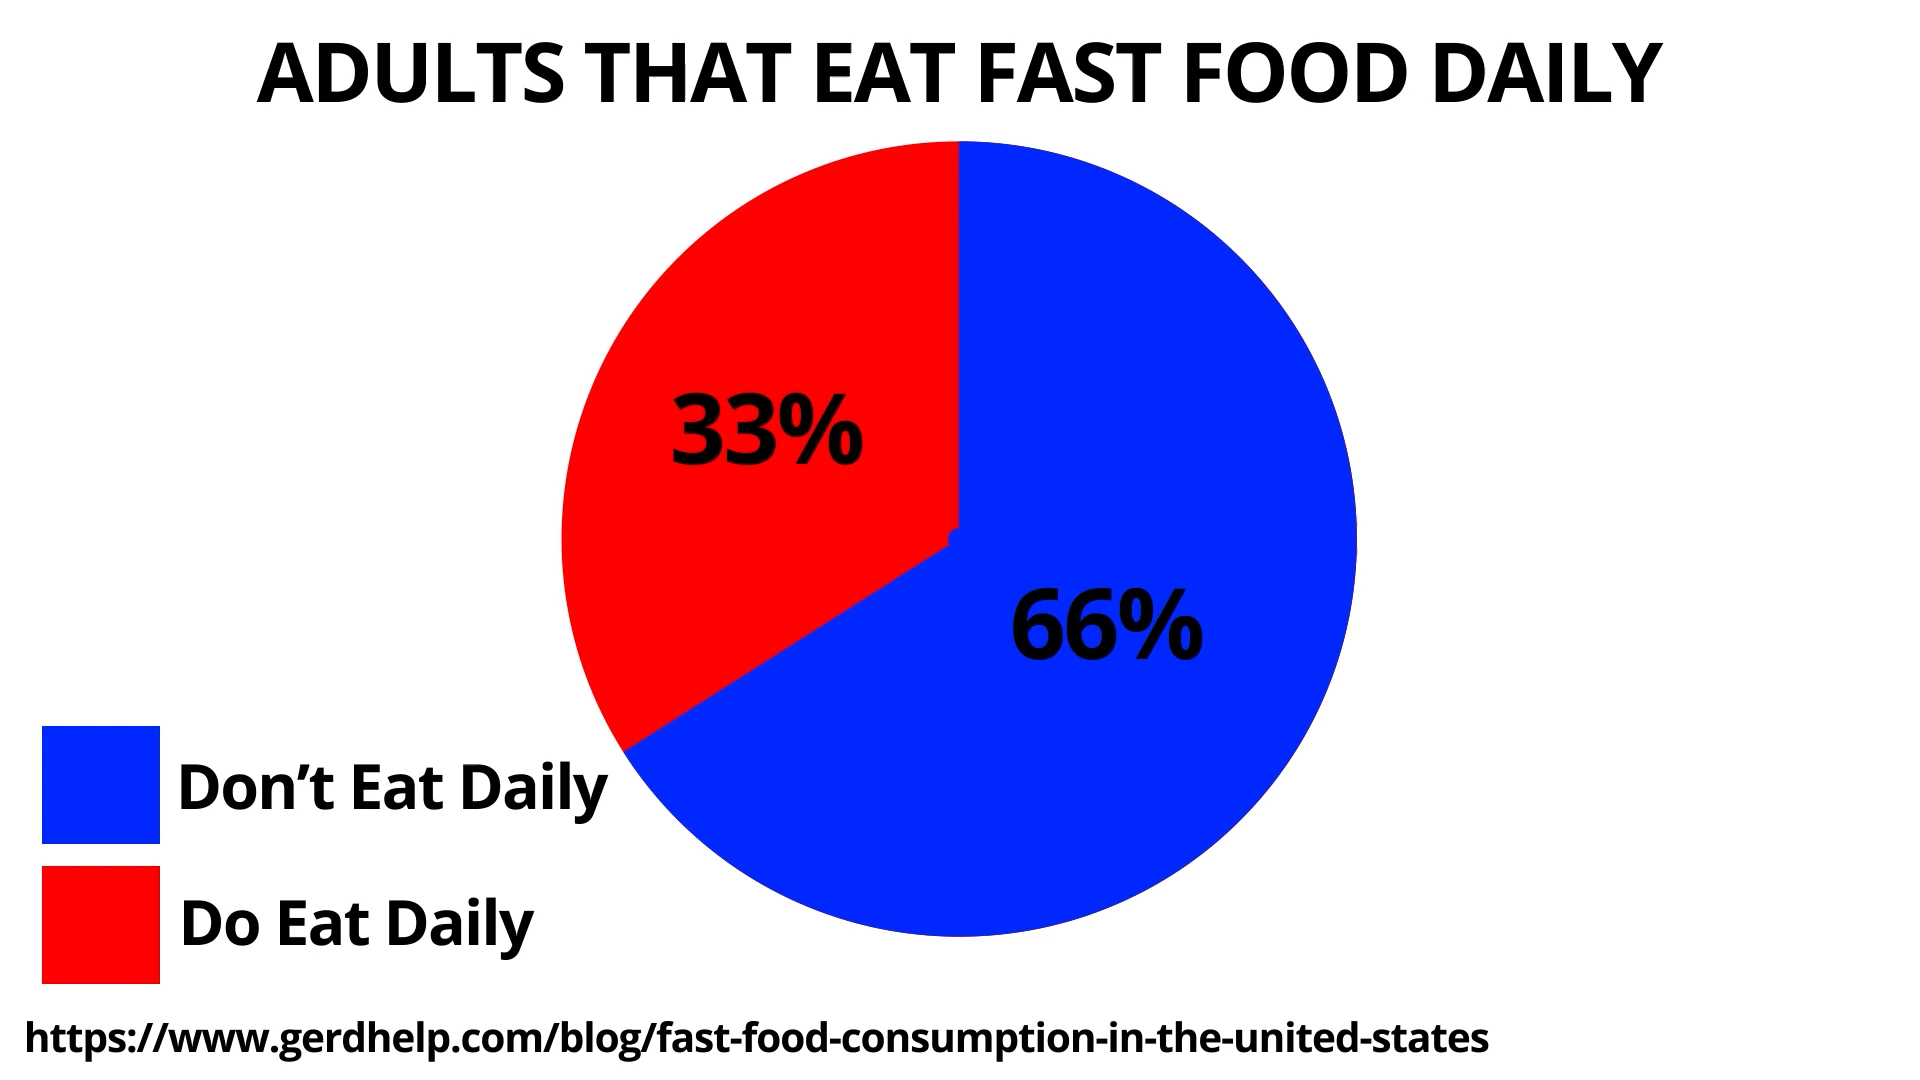 ADULTS THAT EAT FAST FOOD DAILY
33%
66%
Don’t Eat Daily
Do Eat Daily
https://www.gerdhelp.com/blog/fast-food-consumption-in-the-united-states